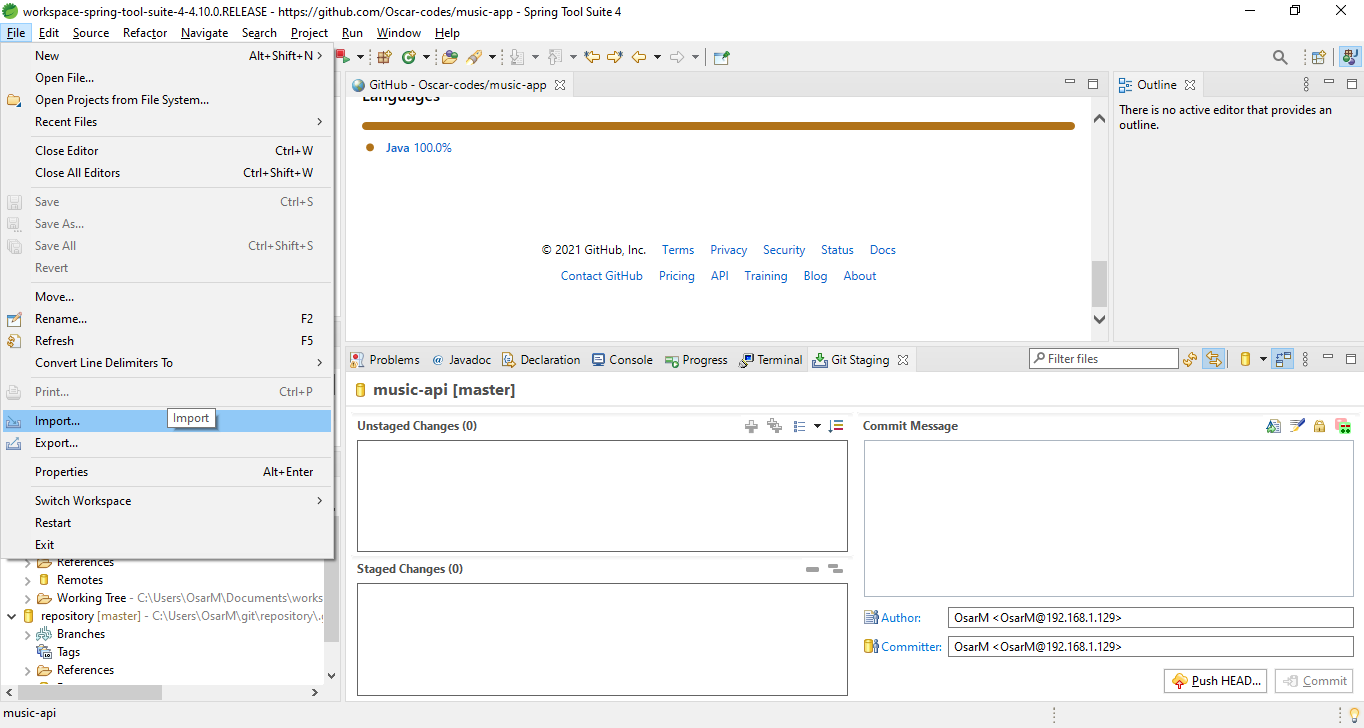 workspace-spring-tool-suite-4-4.10.0.RELEASE - https://github.com/Oscar-codes/music-app - Spring Tool Suite 4
File Edit Source Refactor Navigate Search Project Run Window Help
New Alt+Shift+N
Open File...
Open Projects from File System...
Recent Files
Close Editor Ctrl+W
Close All Editors Ctrl+Shift+W
Save Ctrl+S
Save As...
Save All Ctrl+Shift+S
Revert
Move...
Rename... F2
Refresh F5
Convert Line Delimiters To
Print... Ctrl+P
Import... Import
Export...
Properties Alt+Enter
Switch Workspace
Restart
Exit
References
Remotes
Working Tree - C:\Users\OsarM\Documents\works
repository [master] - C:\Users\OsarM\git\repository\.g
Branches
Tags
References
GitHub - Oscar-codes/music-app
Languages
Java 100.0%
© 2021 GitHub, Inc. Terms Privacy Security Status Docs
Contact GitHub Pricing API Training Blog About
Outline
There is no active editor that provides an
outline.
Problems Javadoc Declaration Console Progress Terminal Git Staging Filter files
music-api [master]
Unstaged Changes (0)
Staged Changes (0)
Commit Message
Author: OsarM <OsarM@192.168.1.129>
Committer: OsarM <OsarM@192.168.1.129>
Push HEAD... Commit
music-api